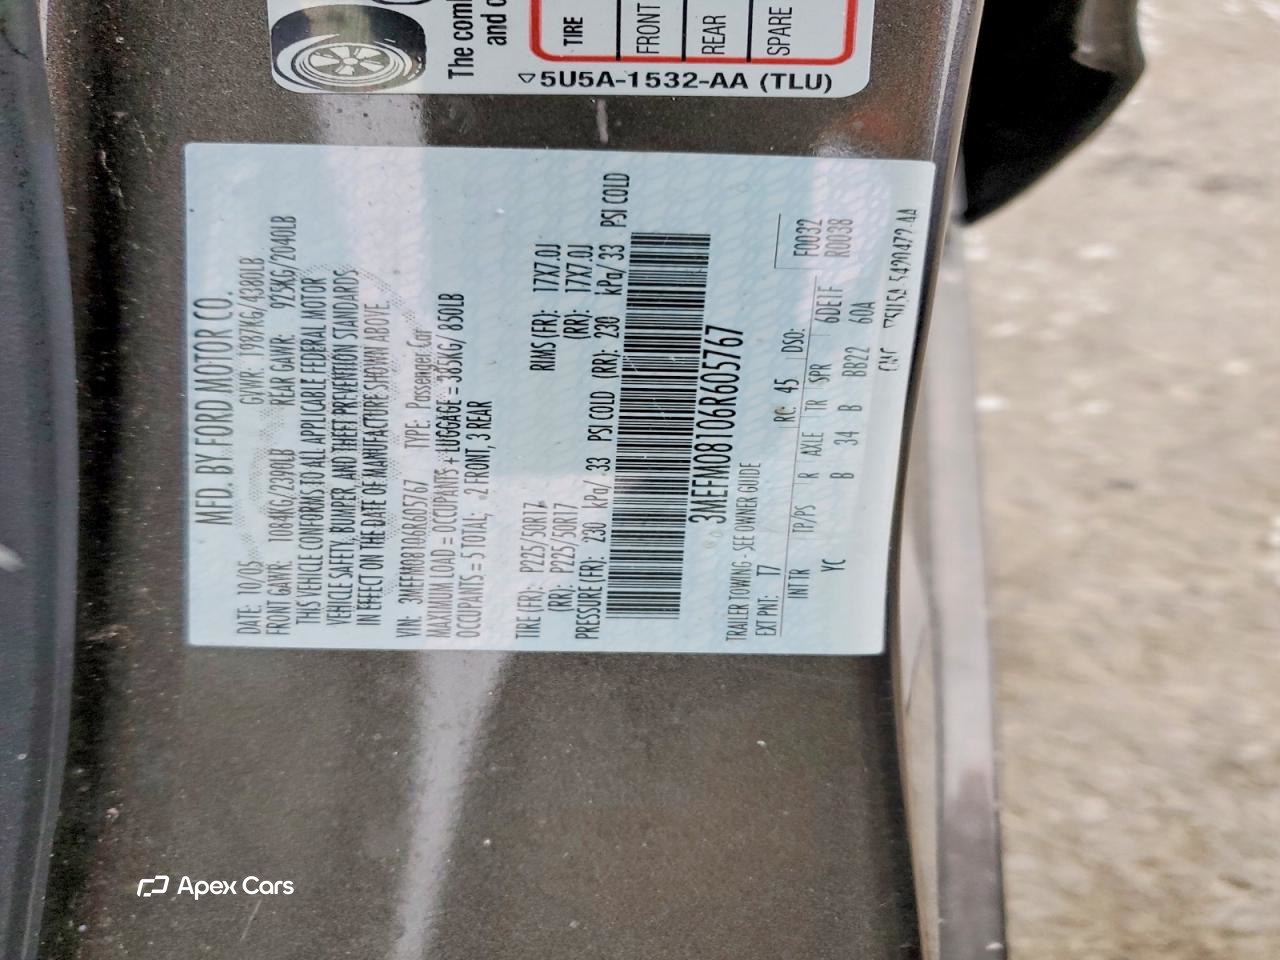 The com
and o
TIRE
FRONT
REAR
SPARE
5U5A-1532-AA (TLU)
MFD. BY FORD MOTOR CO.
DATE: 10/05 GVWR: 1987KG/4380LB
FRONT GAWR: 1084KG/2390LB REAR GAWR: 925KG/2040LB
THIS VEHICLE CONFORMS TO ALL APPLICABLE FEDERAL MOTOR
VEHICLE SAFETY, BUMPER, AND THEFT PREVENTION STANDARDS
IN EFFECT ON THE DATE OF MANUFACTURE SHOWN ABOVE.
VIN: 3MEFM08106R605767 TYPE: Passenger Car
MAXIMUM LOAD = OCCUPANTS + LUGGAGE = 385KG/ 850LB
OCCUPANTS = 5 TOTAL, 2 FONT, 3 REAR
TIRE (FR): P225/50R17 RIMS (FR): 17X7.0J
(RR): P225/50R17 (RR): 17X7.0J
PRESSURE (FR): 230 kPa/ 33 PSI COLD (RR): 230 kPa/ 33 PSI COLD
3MEFM08106R605767
TRAILER TOWING - SEE OWNER GUIDE
EXT PNT: T7 RC: 45 DSO: F0032
INT TR TP/PS R AXLE TR SPR 6DE1F R0038
YC B 34 B BB22 60A